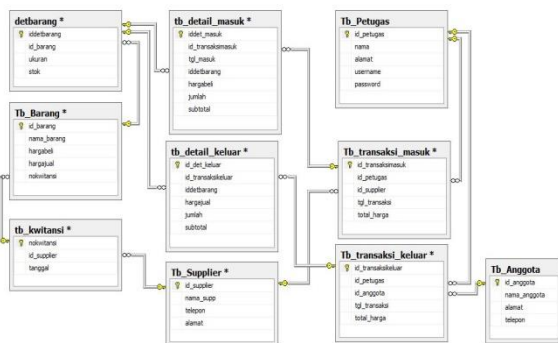 detbarang *
iddetbarang
id_barang
ukuran
stok
tb_detail_masuk *
iddet_masuk
id_transaksimasuk
tgl_masuk
iddetbarang
hargabeli
jumlah
subtotal
Tb_Petugas
id_petugas
nama
alamat
username
password
Tb_Barang *
id_barang
nama_barang
hargabeli
hargajual
nokwitansi
tb_detail_keluar *
id_det_keluar
id_transaksikeluar
iddetbarang
hargajual
jumlah
subtotal
Tb_transaksi_masuk *
id_transaksimasuk
id_petugas
id_supplier
tgl_transaksi
total_harga
tb_kwitansi *
nokwitansi
id_supplier
tanggal
Tb_Supplier *
id_supplier
nama_supp
telepon
alamat
Tb_transaksi_keluar *
id_transaksikeluar
id_petugas
id_anggota
tgl_transaksi
total_harga
Tb_Anggota
id_anggota
nama_anggota
alamat
telepon